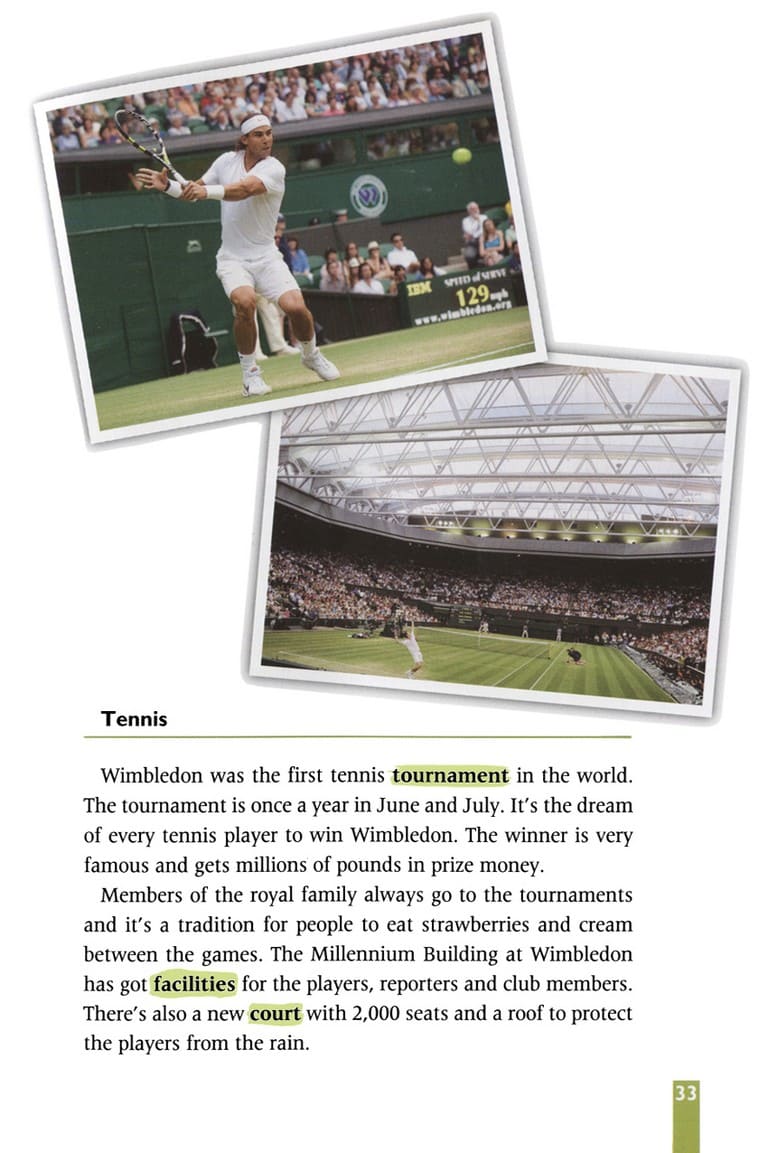 IBM
SPEED of SERVE
129 mph
www.wimbledon.org
Tennis
Wimbledon was the first tennis tournament in the world.
The tournament is once a year in June and July. It's the dream
of every tennis player to win Wimbledon. The winner is very
famous and gets millions of pounds in prize money.
Members of the royal family always go to the tournaments
and it's a tradition for people to eat strawberries and cream
between the games. The Millennium Building at Wimbledon
has got facilities for the players, reporters and club members.
There's also a new court with 2,000 seats and a roof to protect
the players from the rain.
33